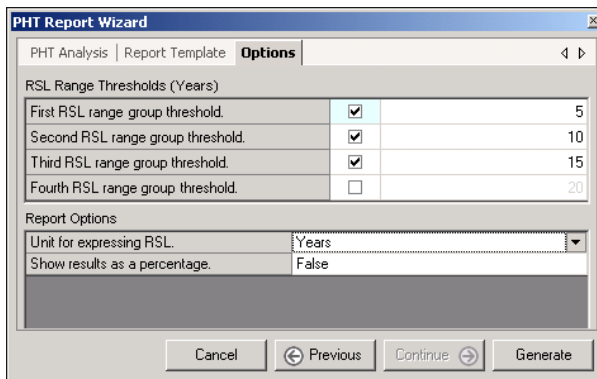 PHT Report Wizard
PHT Analysis Report Template Options
RSL Range Thresholds (Years)
First RSL range group threshold. 5
Second RSL range group threshold. 10
Third RSL range group threshold. 15
Fourth RSL range group threshold. 20
Report Options
Unit for expressing RSL. Years
Show results as a percentage. False
Cancel Previous Continue Generate